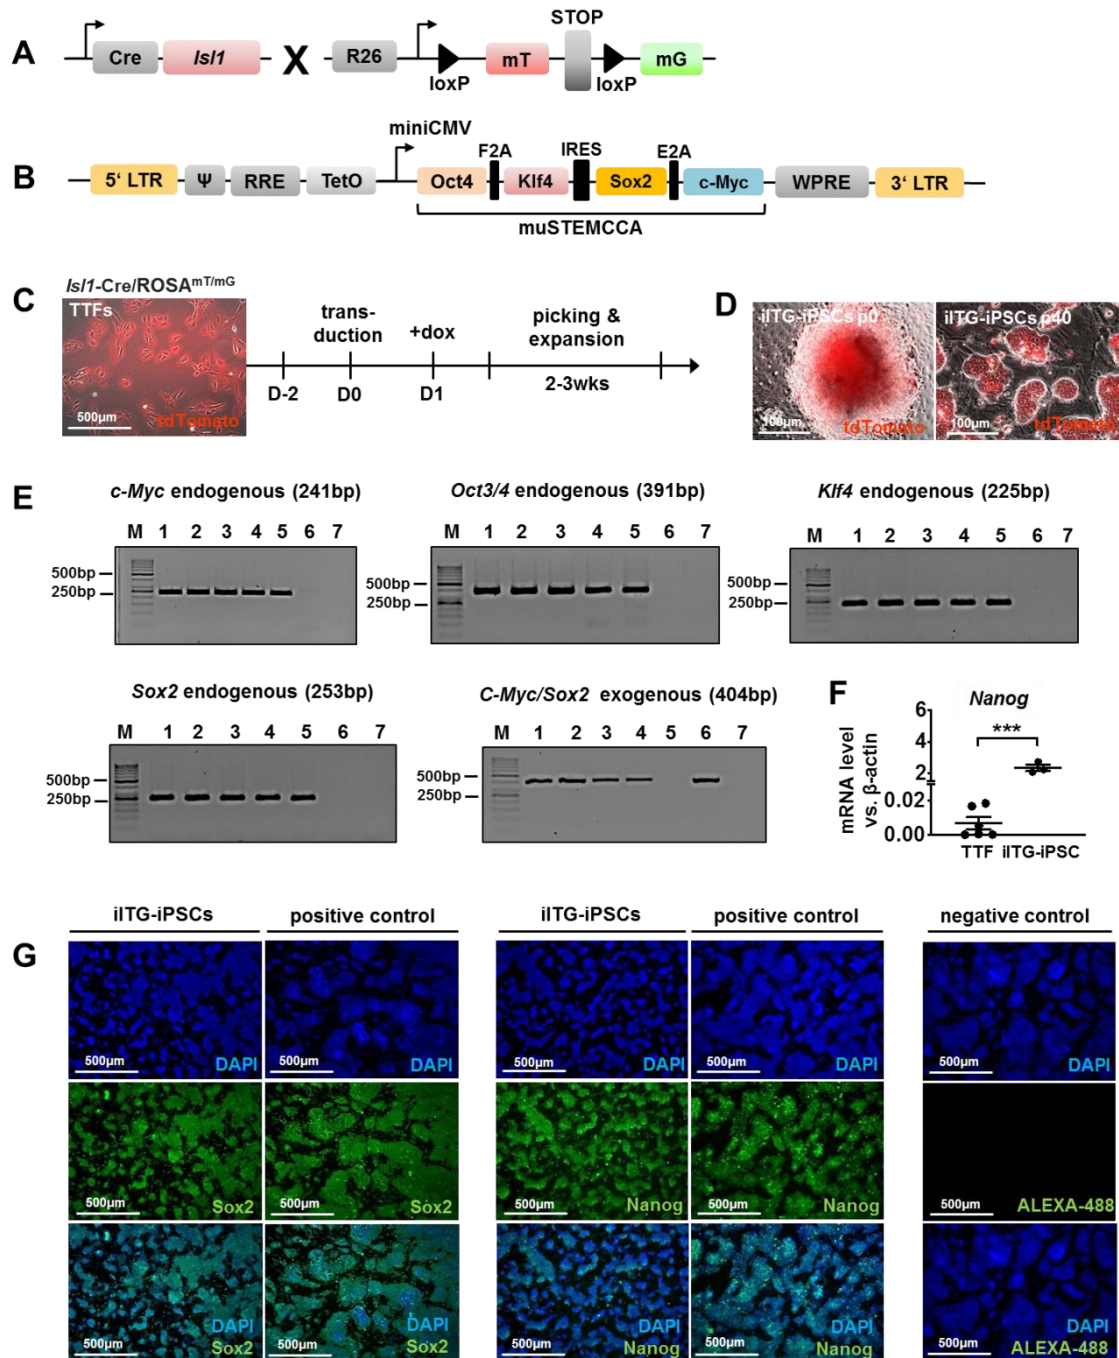 A
Cre
Isl1
X
R26
loxP
mT
STOP
loxP
mG
B
miniCMV
5‘ LTR
Ψ
RRE
TetO
Oct4
F2A
Klf4
IRES
Sox2
E2A
c-Myc
WPRE
3‘ LTR
muSTEMCCA
C
Isl1-Cre/ROSAmT/mG
TTFs
500µm
tdTomato
trans-
duction
+dox
picking &
expansion
D-2
D0
D1
2-3wks
D
iITG-iPSCs p0
100µm
tdTomato
iITG-iPSCs p40
100µm
tdTomato
E
c-Myc endogenous (241bp)
M 1 2 3 4 5 6 7
500bp
250bp
Oct3/4 endogenous (391bp)
M 1 2 3 4 5 6 7
500bp
250bp
Klf4 endogenous (225bp)
M 1 2 3 4 5 6 7
500bp
250bp
Sox2 endogenous (253bp)
M 1 2 3 4 5 6 7
500bp
250bp
C-Myc/Sox2 exogenous (404bp)
M 1 2 3 4 5 6 7
500bp
250bp
F
Nanog
***
mRNA level
vs. β-actin
6
4
2
0.02
0.00
TTF iITG-iPSC
G
iITG-iPSCs positive control iITG-iPSCs positive control negative control
500µm DAPI 500µm DAPI 500µm DAPI 500µm DAPI 500µm DAPI
500µm Sox2 500µm Sox2 500µm Nanog 500µm Nanog 500µm ALEXA-488
DAPI DAPI DAPI DAPI DAPI
500µm Sox2 500µm Sox2 500µm Nanog 500µm Nanog 500µm ALEXA-488